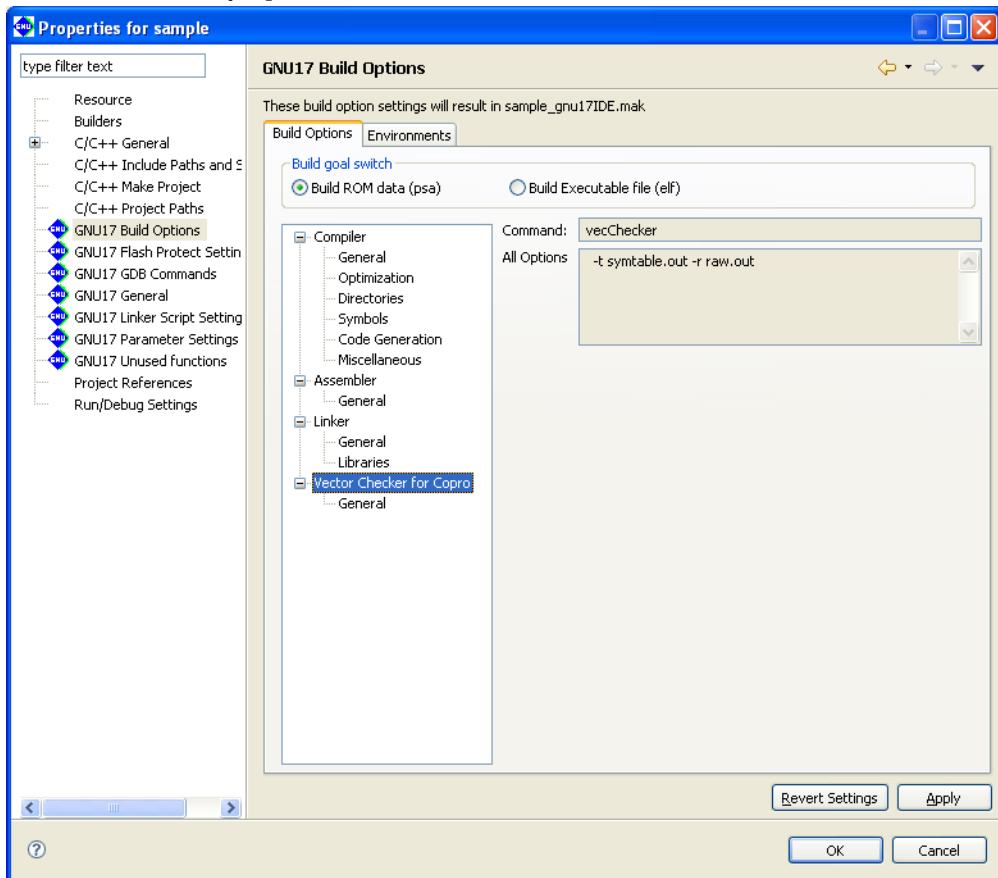 Properties for sample
type filter text
Resource
Builders
C/C++ General
C/C++ Include Paths and S
C/C++ Make Project
C/C++ Project Paths
GNU17 Build Options
GNU17 Flash Protect Settin
GNU17 GDB Commands
GNU17 General
GNU17 Linker Script Setting
GNU17 Parameter Settings
GNU17 Unused functions
Project References
Run/Debug Settings
GNU17 Build Options
These build option settings will result in sample_gnu17IDE.mak
Build Options Environments
Build goal switch
Build ROM data (psa) Build Executable file (elf)
Compiler
General
Optimization
Directories
Symbols
Code Generation
Miscellaneous
Assembler
General
Linker
General
Libraries
Vector Checker for Copro
General
Command: vecChecker
All Options -t symtable.out -r raw.out
Revert Settings Apply
OK Cancel